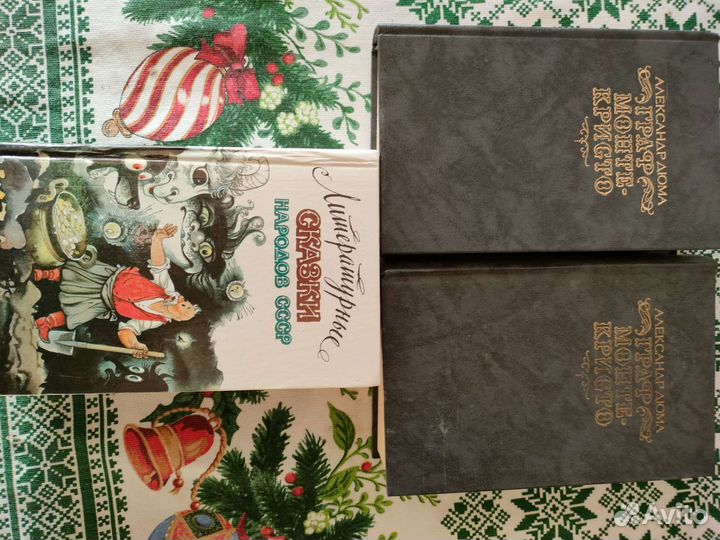 Литературные
СКАЗКИ
НАРОДОВ СССР
АЛЕКСАНДР ДЮМА
ГРАФ
МОНТЕ-
КРИСТО
АЛЕКСАНДР ДЮМА
ГРАФ
МОНТЕ-
КРИСТО
Avito